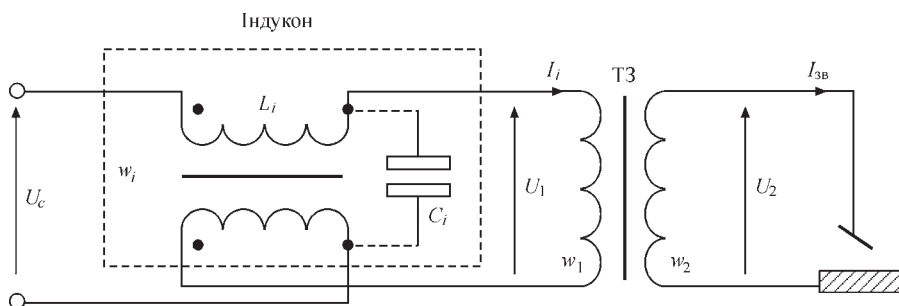 Індукон
L_i
I_i
ТЗ
I_зв
w_i
U_c
C_i
U_1
U_2
w_1
w_2